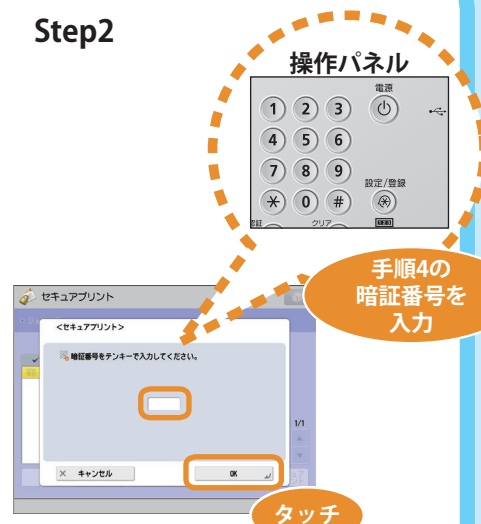 Step2
操作パネル
電源
1 2 3
4 5 6
7 8 9
設定/登録
0 #
認証
クリア
123
手順4の
暗証番号を
入力
セキュアプリント
<セキュアプリント>
暗証番号をテンキーで入力してください。
1/1
× キャンセル
OK
タッチ